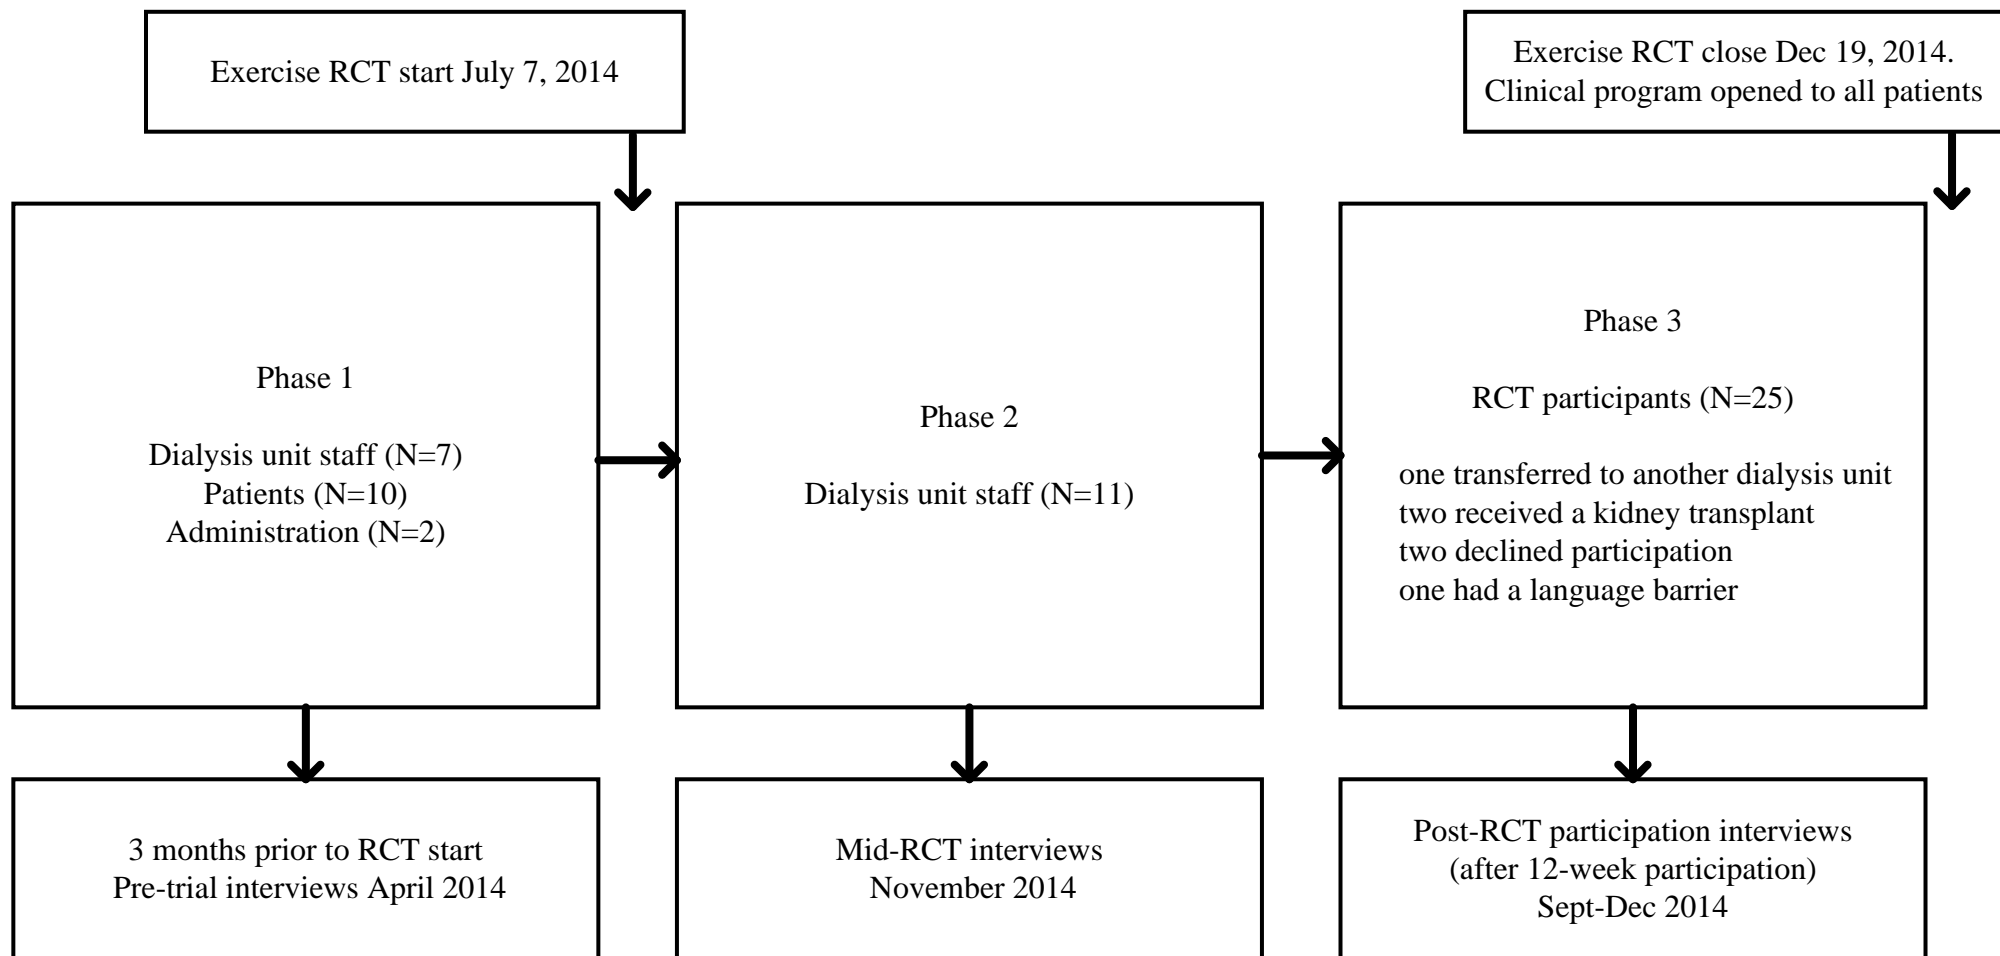 Exercise RCT start July 7, 2014
Exercise RCT close Dec 19, 2014.
Clinical program opened to all patients
Phase 1
Dialysis unit staff (N=7)
Patients (N=10)
Administration (N=2)
Phase 2
Dialysis unit staff (N=11)
Phase 3
RCT participants (N=25)
one transferred to another dialysis unit
two received a kidney transplant
two declined participation
one had a language barrier
3 months prior to RCT start
Pre-trial interviews April 2014
Mid-RCT interviews
November 2014
Post-RCT participation interviews
(after 12-week participation)
Sept-Dec 2014